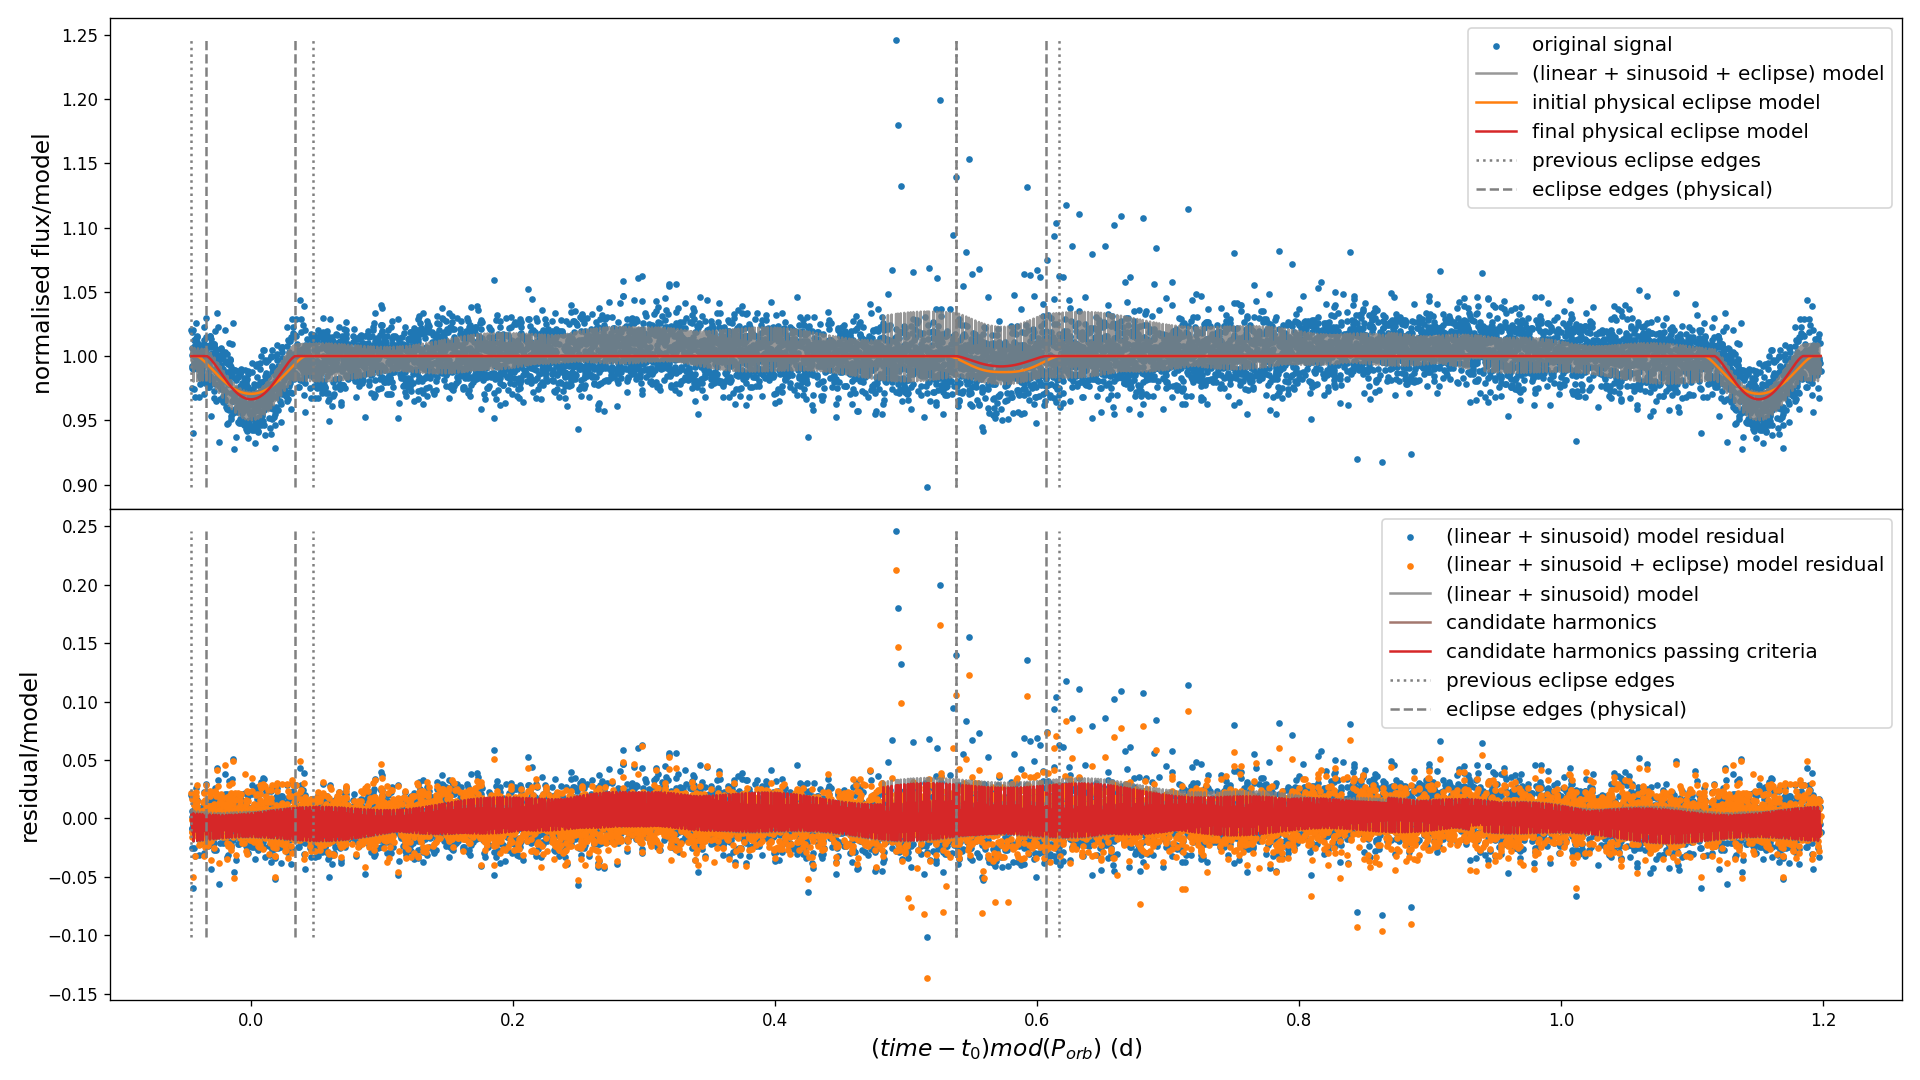 normalised flux/model
1.25
1.20
1.15
1.10
1.05
1.00
0.95
0.90
original signal
(linear + sinusoid + eclipse) model
initial physical eclipse model
final physical eclipse model
previous eclipse edges
eclipse edges (physical)
residual/model
0.25
0.20
0.15
0.10
0.05
0.00
−0.05
−0.10
−0.15
(linear + sinusoid) model residual
(linear + sinusoid + eclipse) model residual
(linear + sinusoid) model
candidate harmonics
candidate harmonics passing criteria
previous eclipse edges
eclipse edges (physical)
0.0 0.2 0.4 0.6 0.8 1.0 1.2
(time − t₀)mod(P_orb) (d)